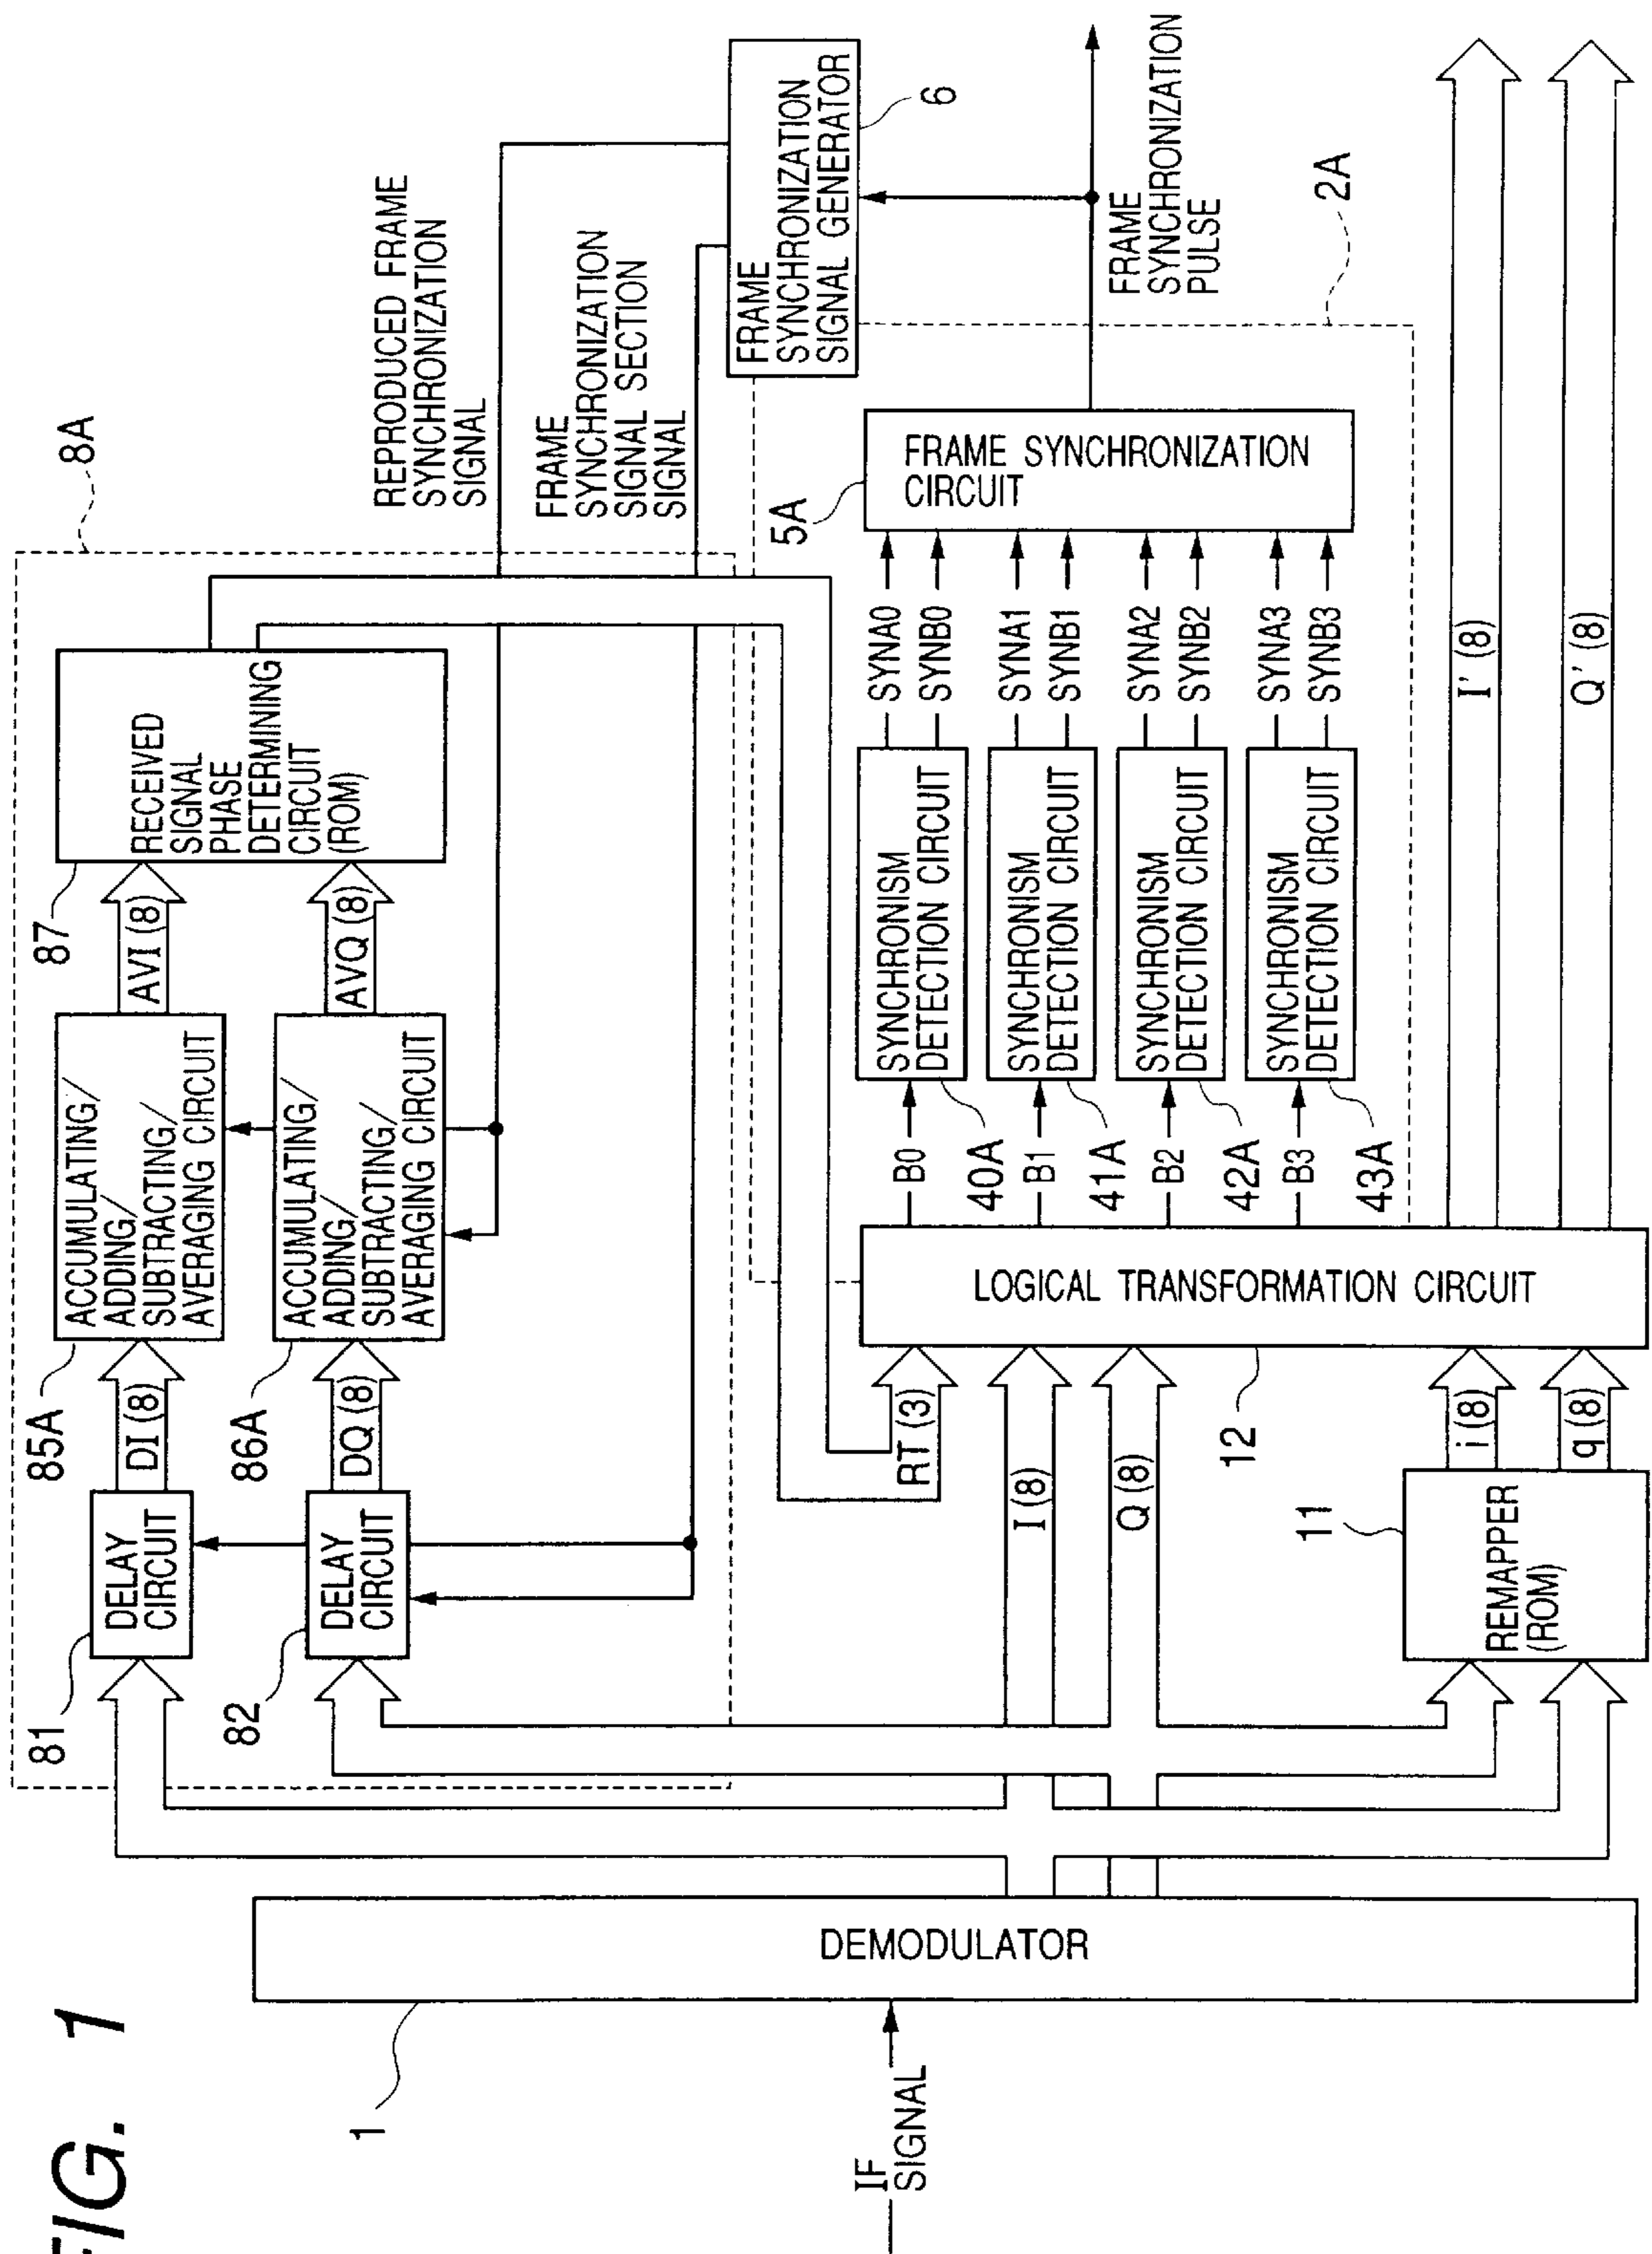 FIG. 1
IF
SIGNAL
1
DEMODULATOR
8A
81
DELAY
CIRCUIT
82
DELAY
CIRCUIT
DI (8)
DQ (8)
85A
ACCUMULATING/
ADDING/
SUBTRACTING/
AVERAGING CIRCUIT
86A
ACCUMULATING/
ADDING/
SUBTRACTING/
AVERAGING CIRCUIT
AVI (8)
AVQ (8)
87
RECEIVED
SIGNAL
PHASE
DETERMINING
CIRCUIT
(ROM)
REPRODUCED FRAME
SYNCHRONIZATION
SIGNAL
FRAME
SYNCHRONIZATION
SIGNAL SECTION
SIGNAL
FRAME
SYNCHRONIZATION
SIGNAL GENERATOR
6
RT (3)
I (8)
Q (8)
11
REMAPPER
(ROM)
i (8)
q (8)
12
LOGICAL TRANSFORMATION CIRCUIT
B0
40A
SYNCHRONISM
DETECTION CIRCUIT
SYNA0
SYNB0
B1
41A
SYNCHRONISM
DETECTION CIRCUIT
SYNA1
SYNB1
B2
42A
SYNCHRONISM
DETECTION CIRCUIT
SYNA2
SYNB2
B3
43A
SYNCHRONISM
DETECTION CIRCUIT
SYNA3
SYNB3
5A
FRAME SYNCHRONIZATION
CIRCUIT
FRAME
SYNCHRONIZATION
PULSE
2A
I' (8)
Q' (8)